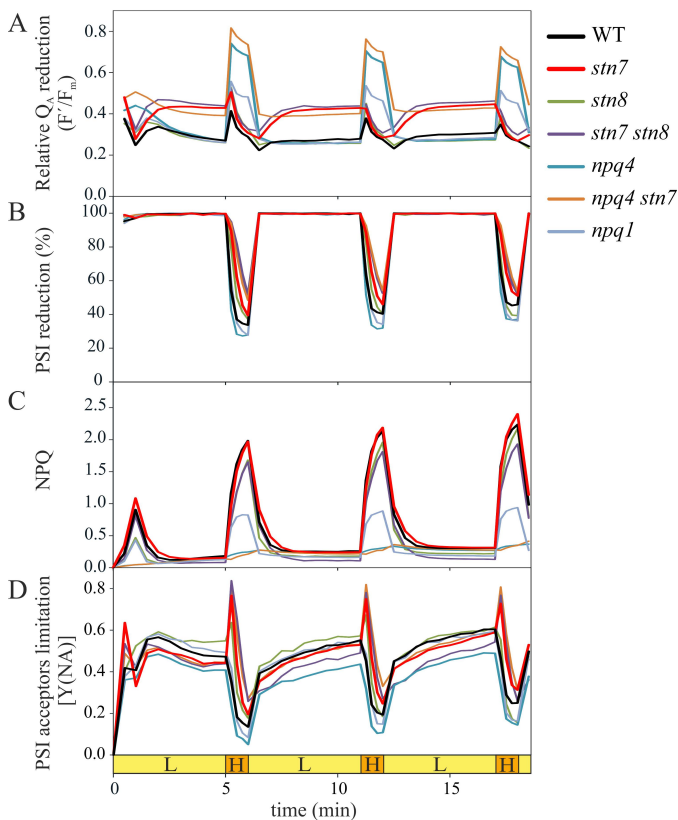 A
Relative Q_A reduction
(F´/F_m)
0.8
0.6
0.4
0.2
0.0
WT
stn7
stn8
stn7 stn8
npq4
npq4 stn7
npq1
B
PSI reduction (%)
100
80
60
40
20
0
C
NPQ
2.5
2.0
1.5
1.0
0.5
0.0
D
PSI acceptors limitation
[Y(NA)]
0.8
0.6
0.4
0.2
0.0
L H L H L H
0 5 10 15
time (min)